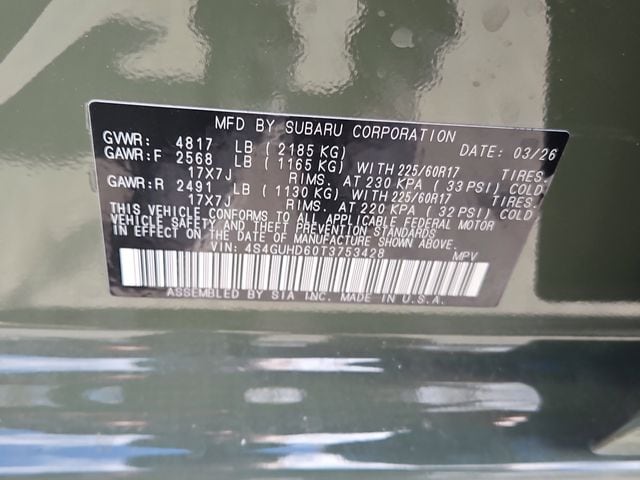 MFD BY SUBARU CORPORATION DATE: 03/26
GVWR: 4817 LB (2185 KG)
GAWR:F 2568 LB (1165 KG) WITH 225/60R17 TIRES,
17X7J RIMS, AT 230 KPA (33 PSI) COLD
GAWR:R 2491 LB (1130 KG) WITH 225/60R17 TIRES,
17X7J RIMS, AT 220 KPA (32 PSI) COLD
THIS VEHICLE CONFORMS TO ALL APPLICABLE FEDERAL MOTOR
VEHICLE SAFETY AND THEFT PREVENTION STANDARDS
IN EFFECT ON THE DATE OF MANUFACTURE SHOWN ABOVE.
VIN: 4S4GUHD60T3753428 MPV
ASSEMBLED BY SIA INC. MADE IN U.S.A.